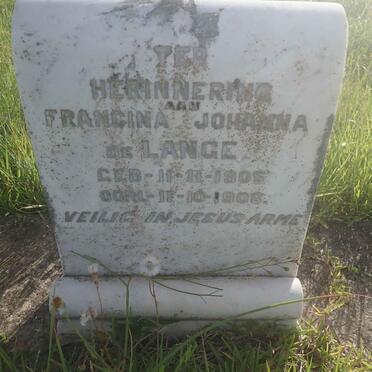 TER
HERINNERING
AAN
FRANCINA JOHANNA
DE LANGE
GEB-11-11-1905
OORL-11-10-1906.
VEILIG IN JESUS ARME